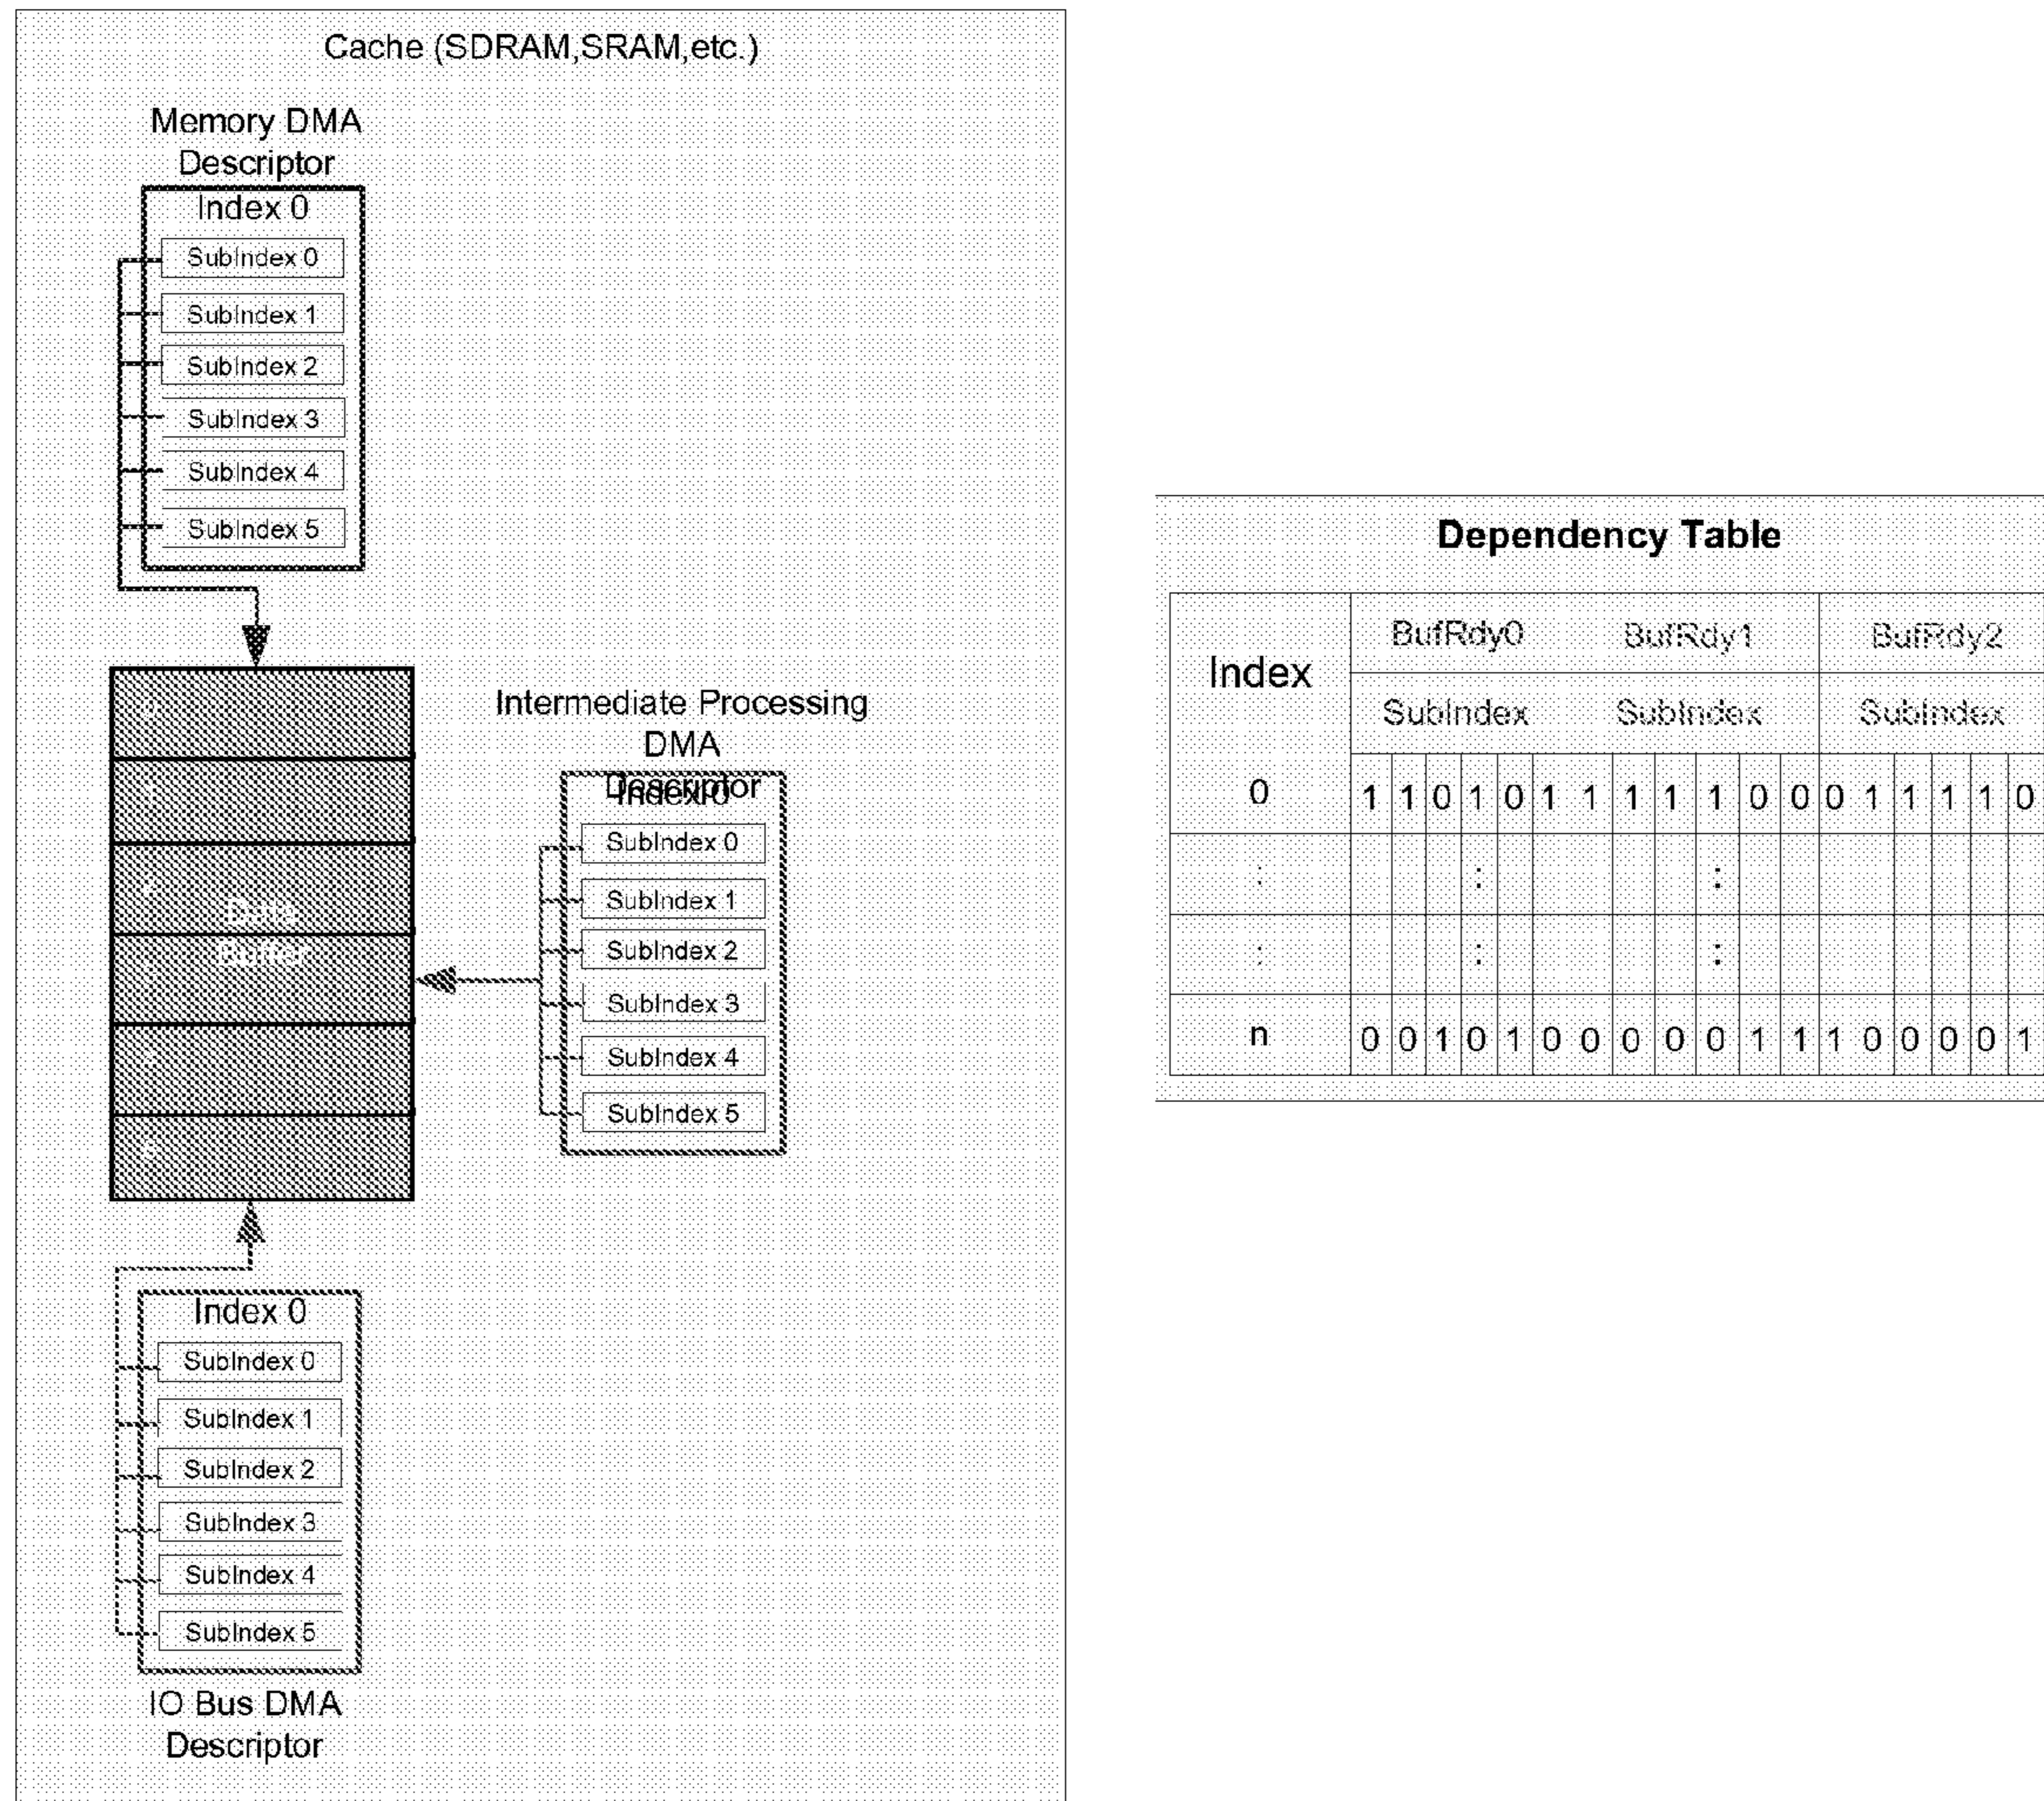 Cache (SDRAM,SRAM,etc.)
Memory DMA
Descriptor
Index 0
SubIndex 0
SubIndex 1
SubIndex 2
SubIndex 3
SubIndex 4
SubIndex 5
Data
Buffer
Intermediate Processing
DMA
Descriptor
Index 0
SubIndex 0
SubIndex 1
SubIndex 2
SubIndex 3
SubIndex 4
SubIndex 5
Index 0
SubIndex 0
SubIndex 1
SubIndex 2
SubIndex 3
SubIndex 4
SubIndex 5
IO Bus DMA
Descriptor
Dependency Table
Index BufRdy0 BufRdy1 BufRdy2
SubIndex SubIndex SubIndex
0 1 1 0 1 0 1 1 1 1 1 0 0 0 1 1 1 1 0
: : :
: : :
n 0 0 1 0 1 0 0 0 0 0 1 1 1 0 0 0 0 1